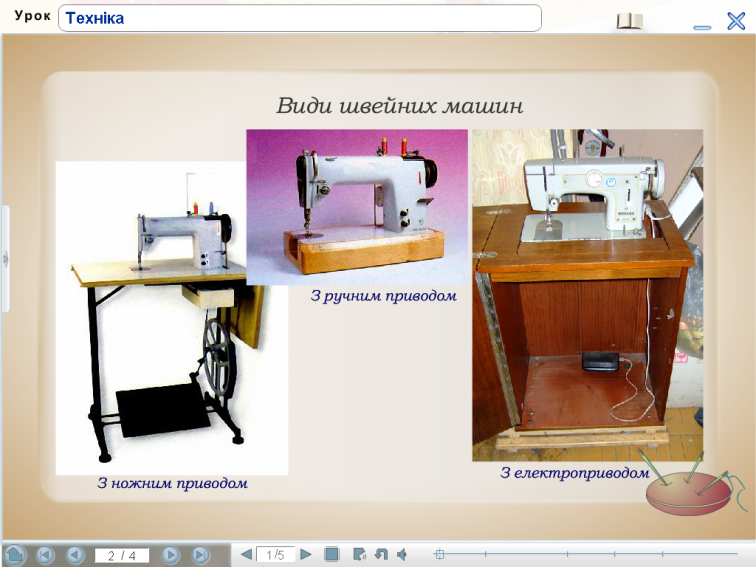 Урок
Техніка
Види швейних машин
З ручним приводом
З ножним приводом
З електроприводом
2 / 4
1/5